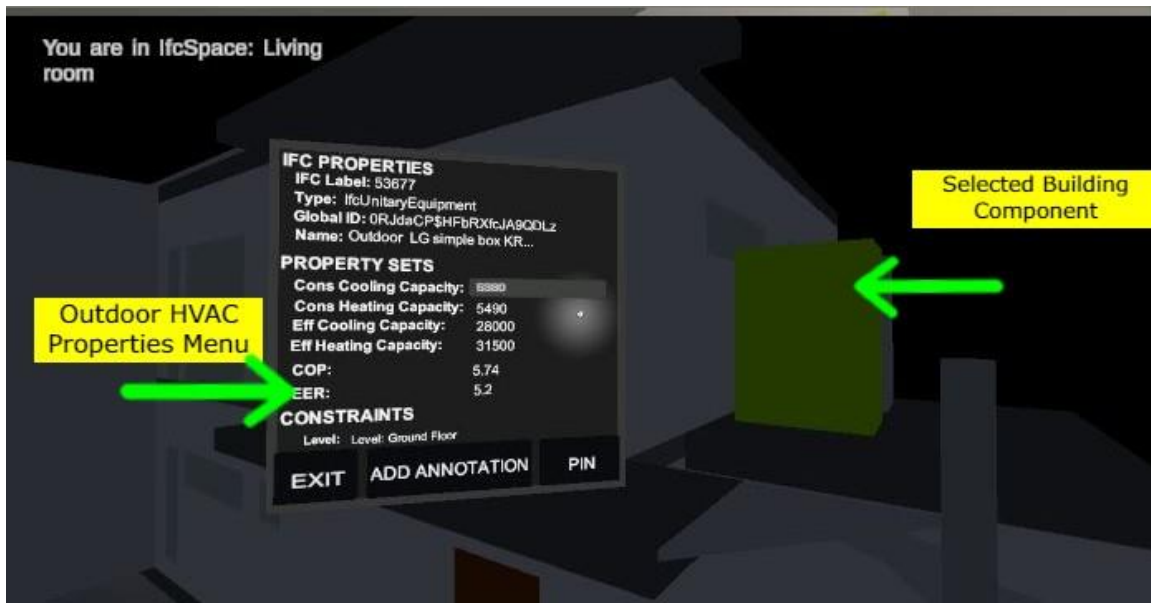 You are in IfcSpace: Living
room
IFC PROPERTIES
IFC Label: 53677
Type: IfcUnitaryEquipment
Global ID: 0RJdaCP$HFbRXfcJA9QDLz
Name: Outdoor LG simple box KR...
PROPERTY SETS
Cons Cooling Capacity:
Cons Heating Capacity: 5490
Eff Cooling Capacity: 28000
Eff Heating Capacity: 31500
COP: 5.74
EER: 5.2
CONSTRAINTS
Level: Level: Ground Floor
EXIT ADD ANNOTATION PIN
Outdoor HVAC
Properties Menu
Selected Building
Component